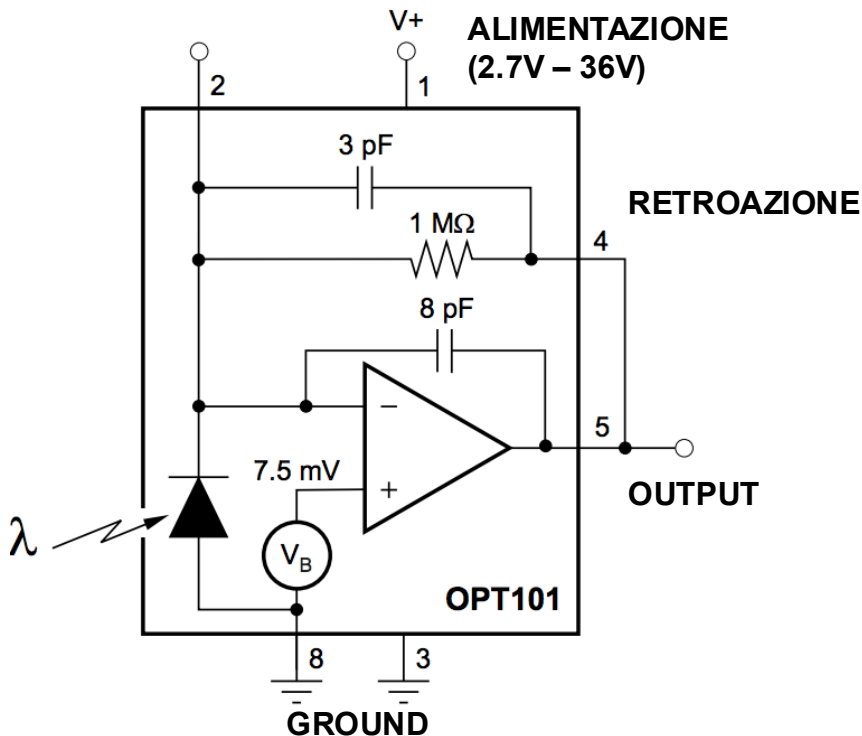 V+
ALIMENTAZIONE
(2.7V – 36V)
2
1
3 pF
RETROAZIONE
1 MΩ
4
8 pF
5
−
7.5 mV
+
OUTPUT
λ
VB
OPT101
8
3
GROUND